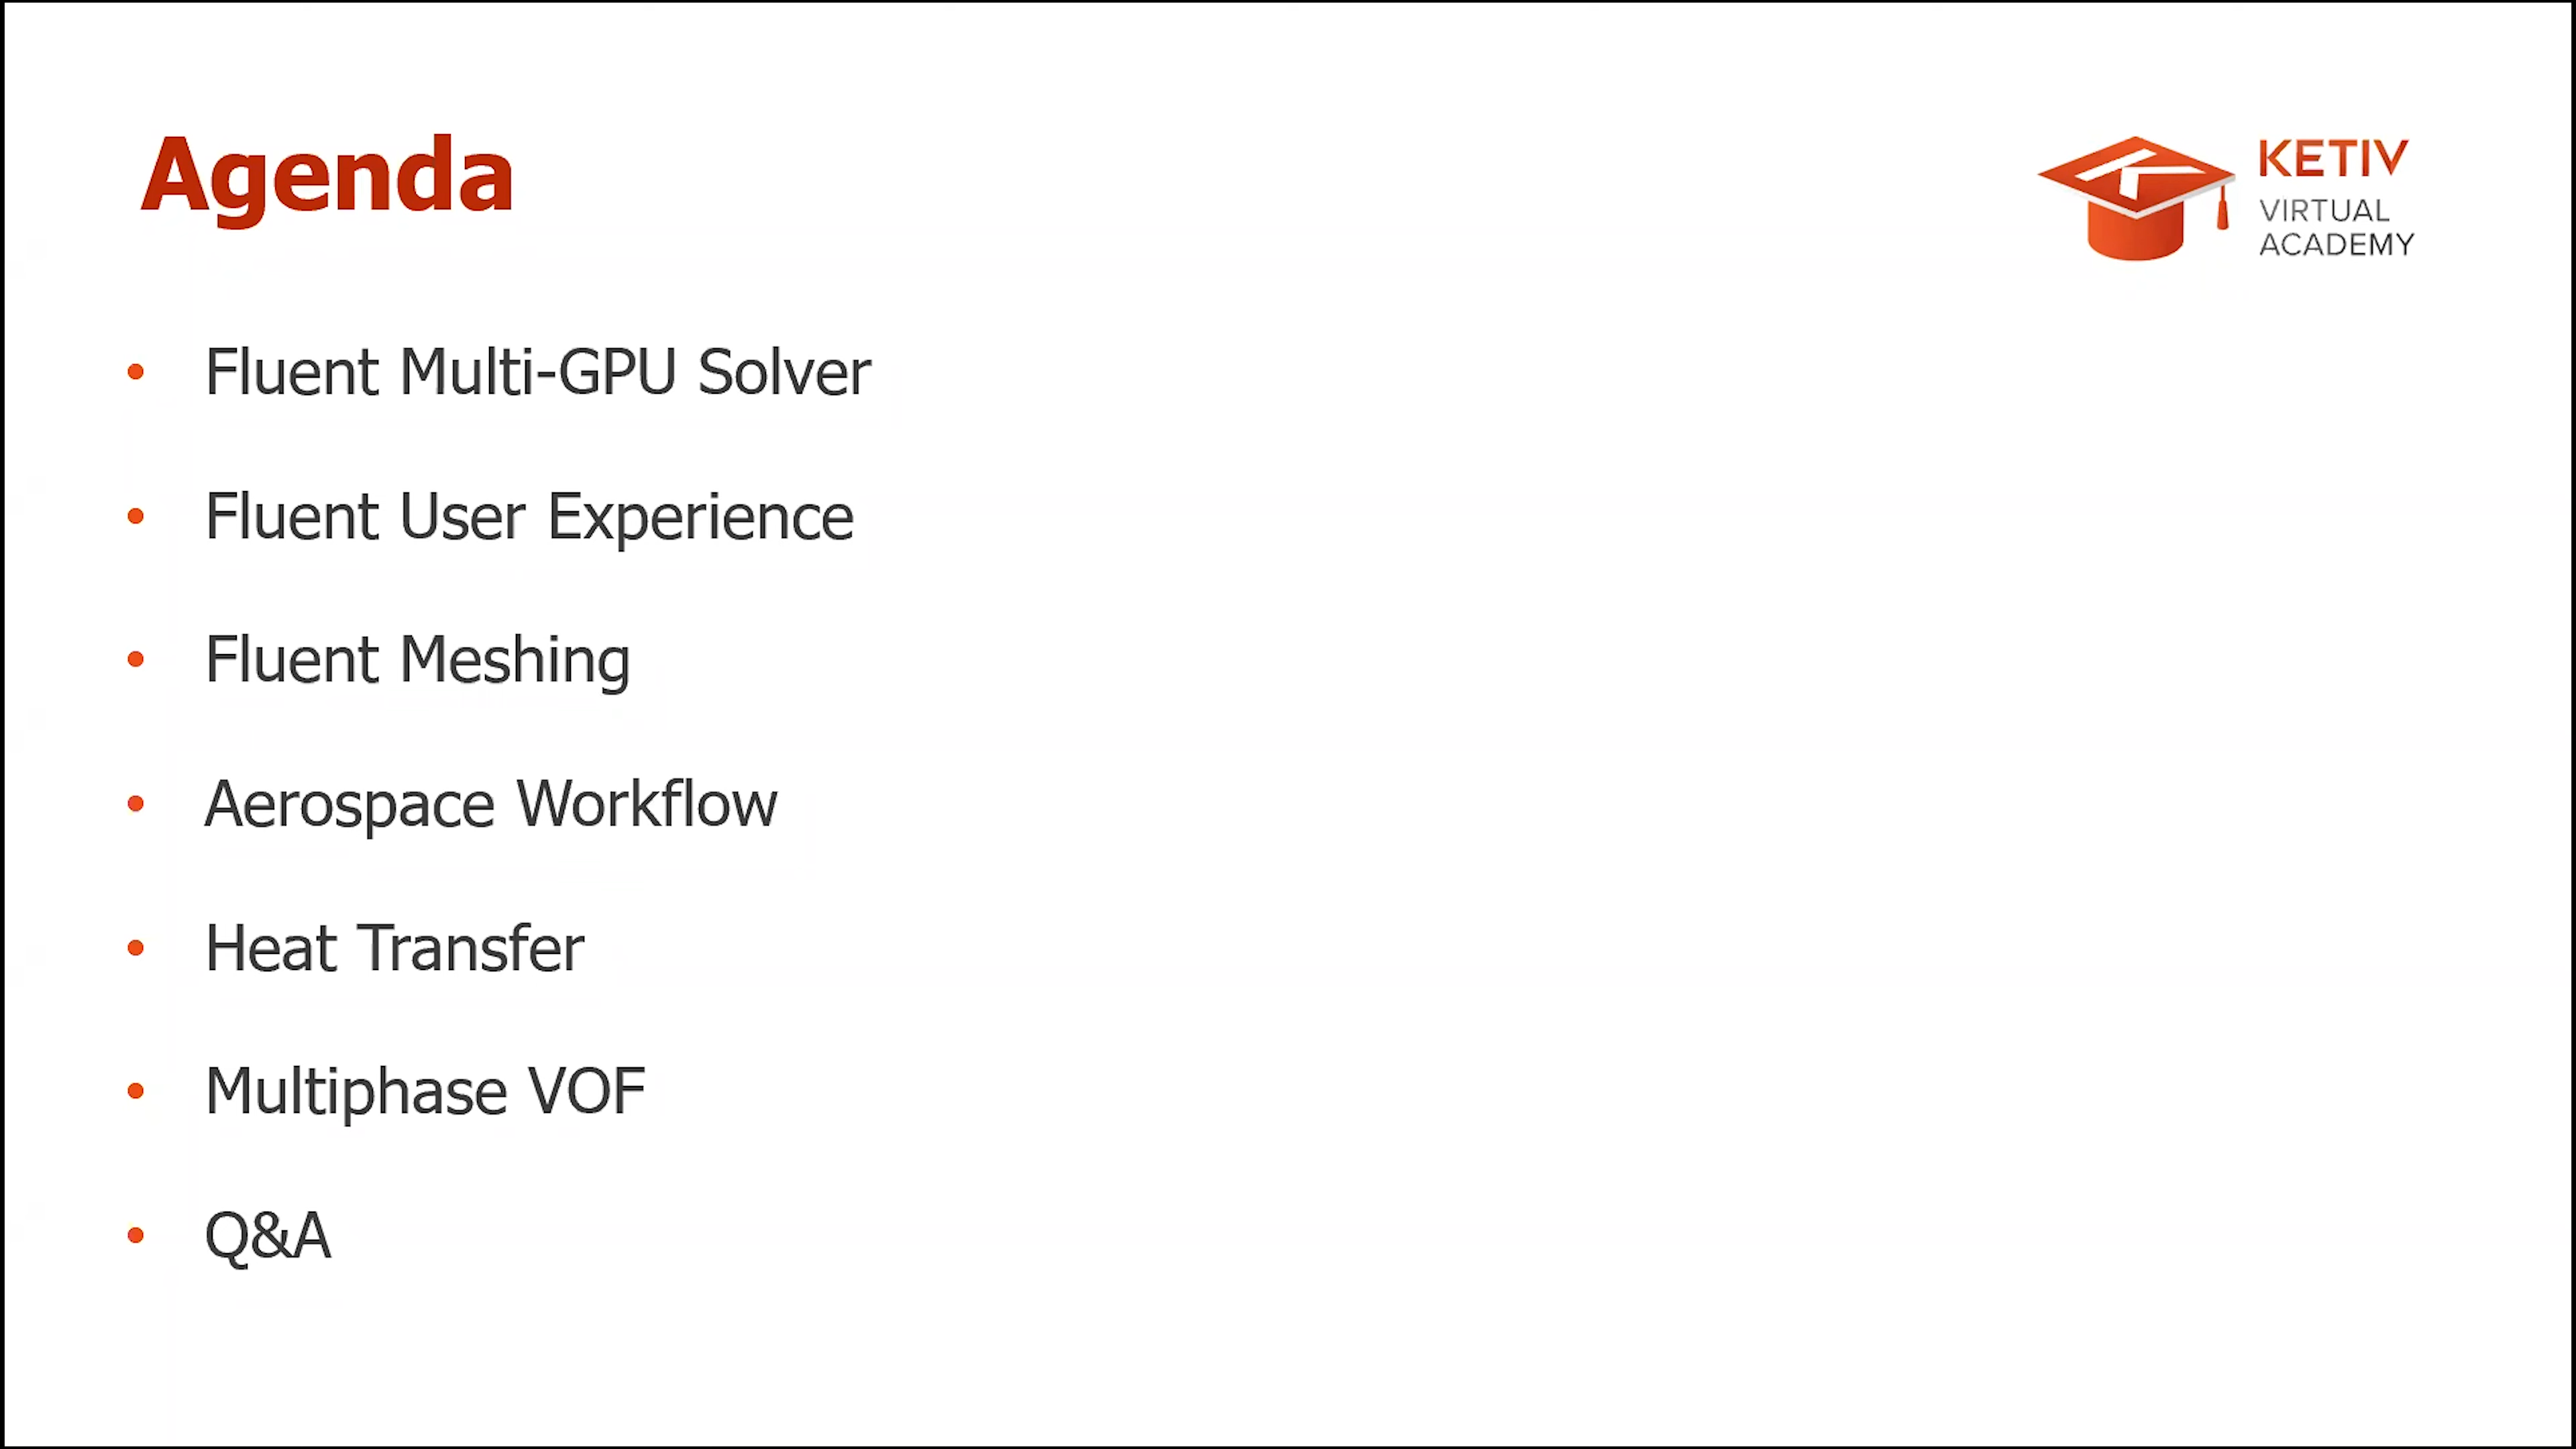 Agenda
KETIV
VIRTUAL
ACADEMY
• Fluent Multi-GPU Solver
• Fluent User Experience
• Fluent Meshing
• Aerospace Workflow
• Heat Transfer
• Multiphase VOF
• Q&A